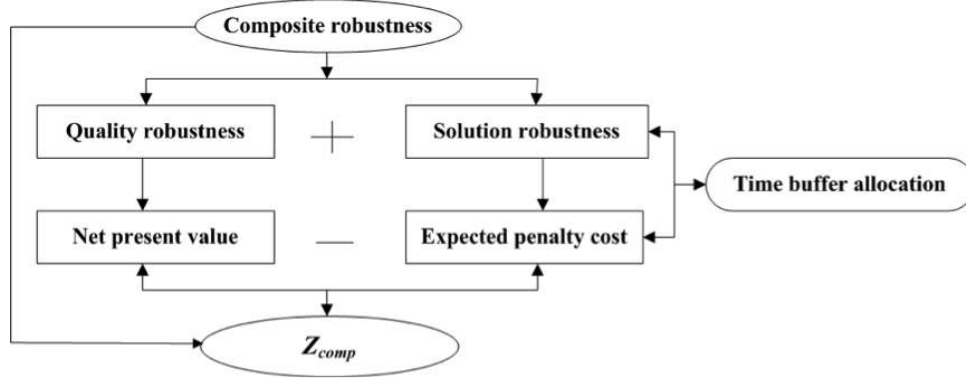 Composite robustness
Quality robustness
+
Solution robustness
Time buffer allocation
Net present value
—
Expected penalty cost
Zcomp